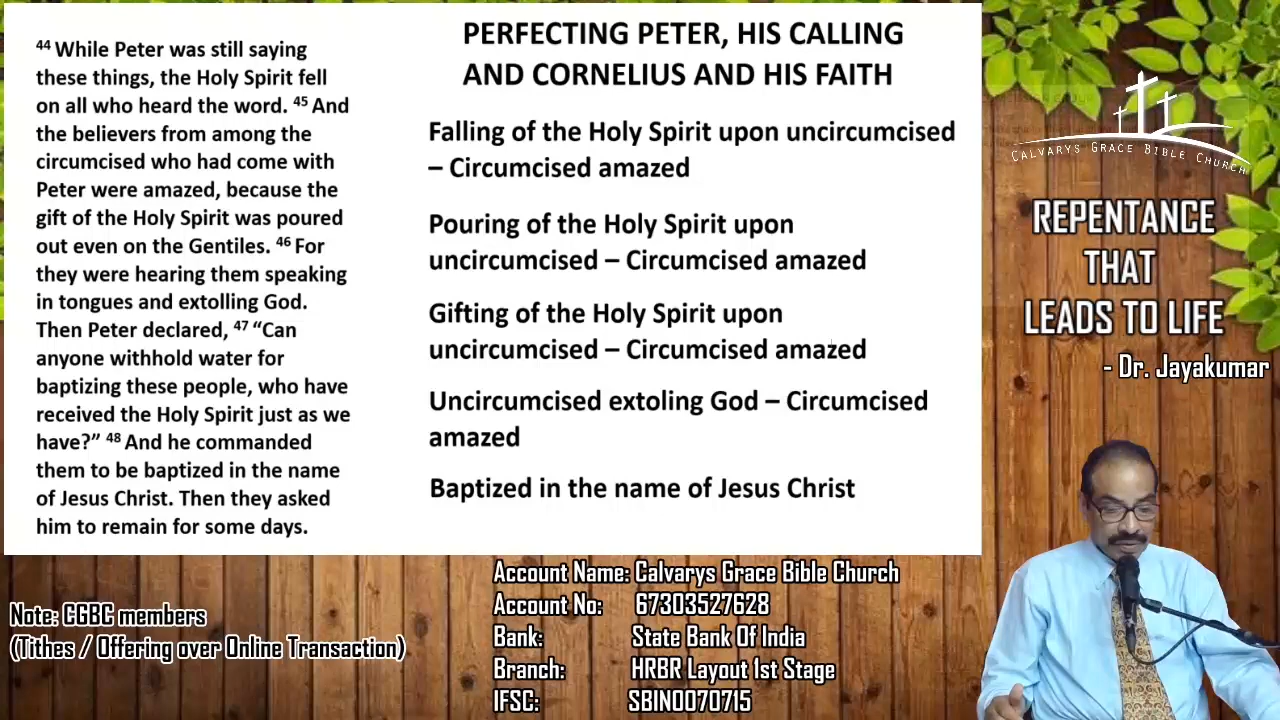 ⁴⁴ While Peter was still saying
these things, the Holy Spirit fell
on all who heard the word. ⁴⁵ And
the believers from among the
circumcised who had come with
Peter were amazed, because the
gift of the Holy Spirit was poured
out even on the Gentiles. ⁴⁶ For
they were hearing them speaking
in tongues and extolling God.
Then Peter declared, ⁴⁷ “Can
anyone withhold water for
baptizing these people, who have
received the Holy Spirit just as we
have?” ⁴⁸ And he commanded
them to be baptized in the name
of Jesus Christ. Then they asked
him to remain for some days.
PERFECTING PETER, HIS CALLING
AND CORNELIUS AND HIS FAITH
Falling of the Holy Spirit upon uncircumcised
– Circumcised amazed
Pouring of the Holy Spirit upon
uncircumcised – Circumcised amazed
Gifting of the Holy Spirit upon
uncircumcised – Circumcised amazed
Uncircumcised extoling God – Circumcised
amazed
Baptized in the name of Jesus Christ
CALVARYS GRACE BIBLE CHURCH
REPENTANCE
THAT
LEADS TO LIFE
- Dr. Jayakumar
Note: CGBC members
(Tithes / Offering over Online Transaction)
Account Name: Calvarys Grace Bible Church
Account No: 67303527628
Bank: State Bank Of India
Branch: HRBR Layout 1st Stage
IFSC: SBIN0070715